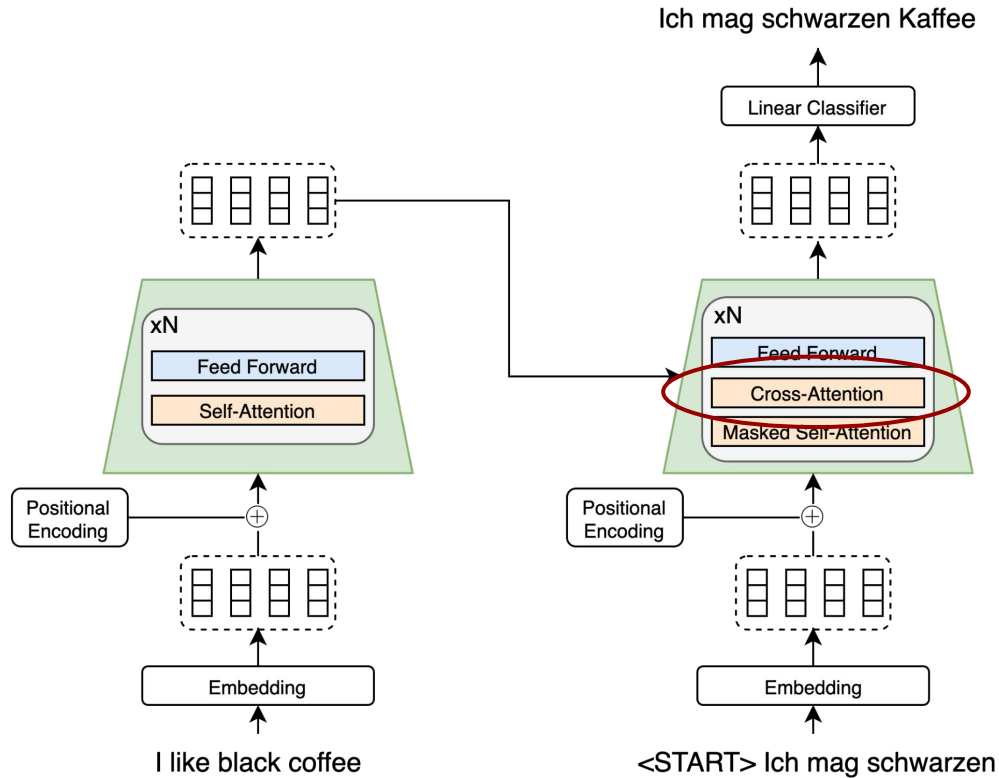 Ich mag schwarzen Kaffee
Linear Classifier
xN
Feed Forward
Self-Attention
xN
Feed Forward
Cross-Attention
Masked Self-Attention
Positional
Encoding
Positional
Encoding
Embedding
Embedding
I like black coffee
<START> Ich mag schwarzen